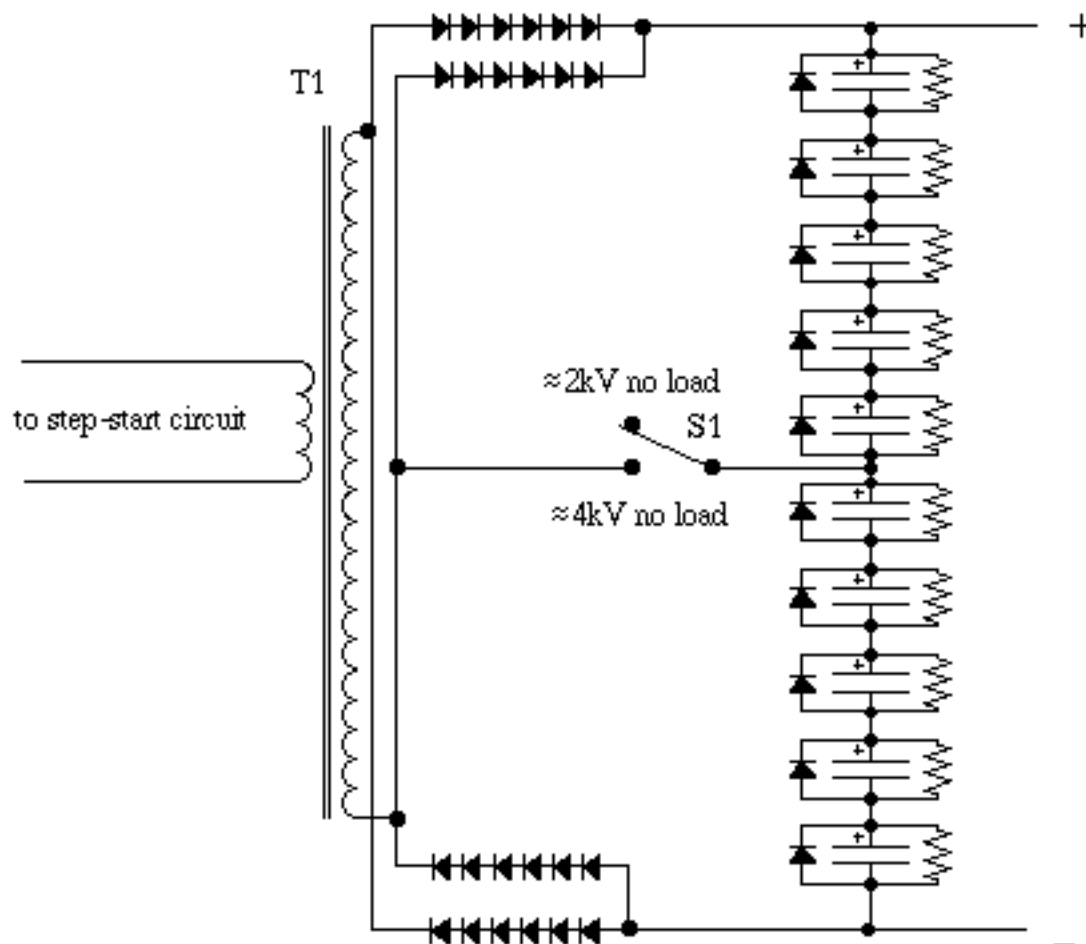 +
T1
+
+
+
+
≈2kV no load
S1
to step-start circuit
+
≈4kV no load
+
+
+
+
+
−